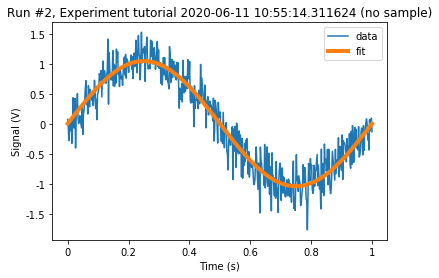 Run #2, Experiment tutorial 2020-06-11 10:55:14.311624 (no sample)
data
fit
Signal (V)
1.5
1
0.5
0
-0.5
-1
-1.5
0
0.2
0.4
0.6
0.8
1
Time (s)